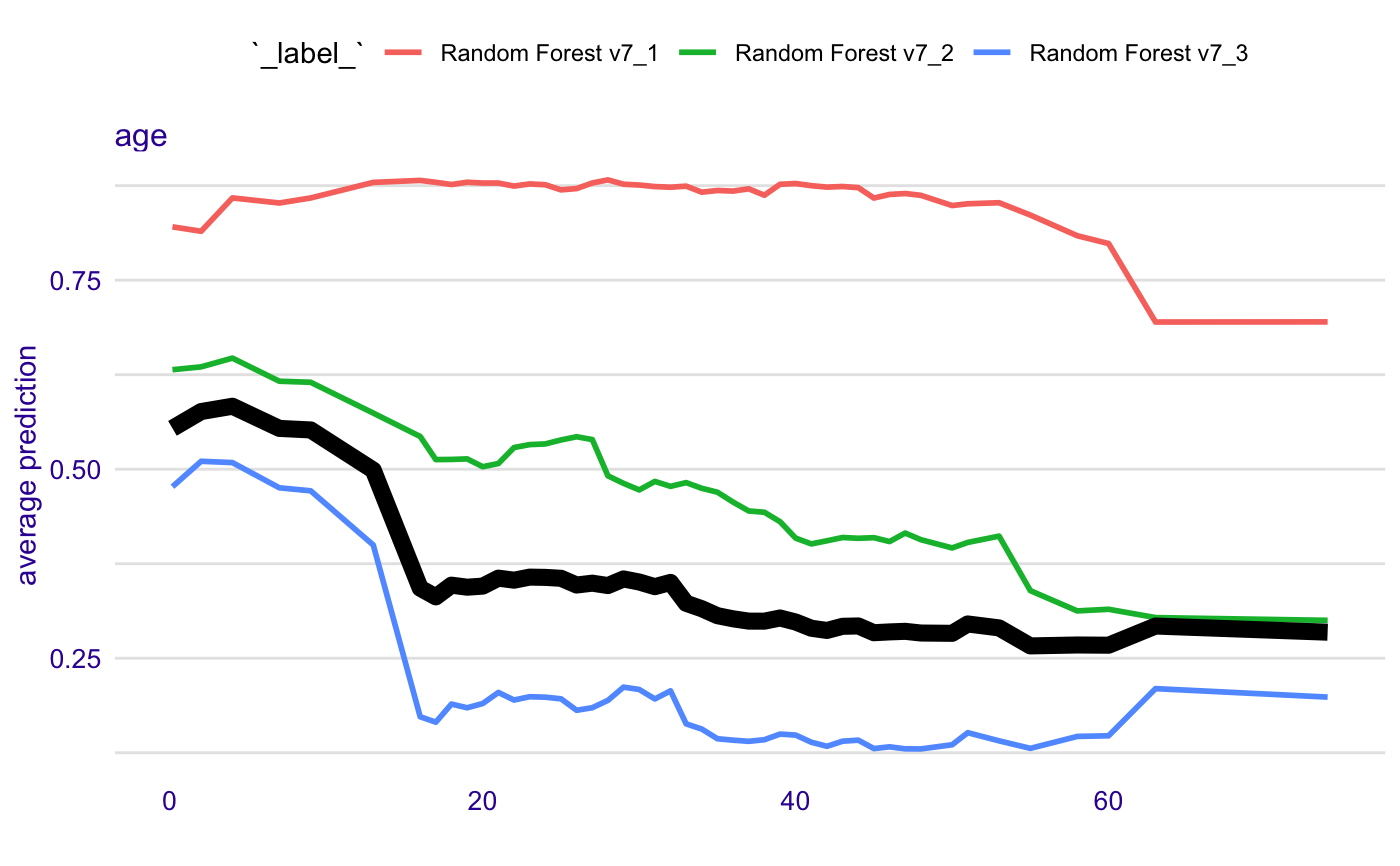 `_label_` Random Forest v7_1 Random Forest v7_2 Random Forest v7_3
age
average prediction
0.75
0.50
0.25
0 20 40 60